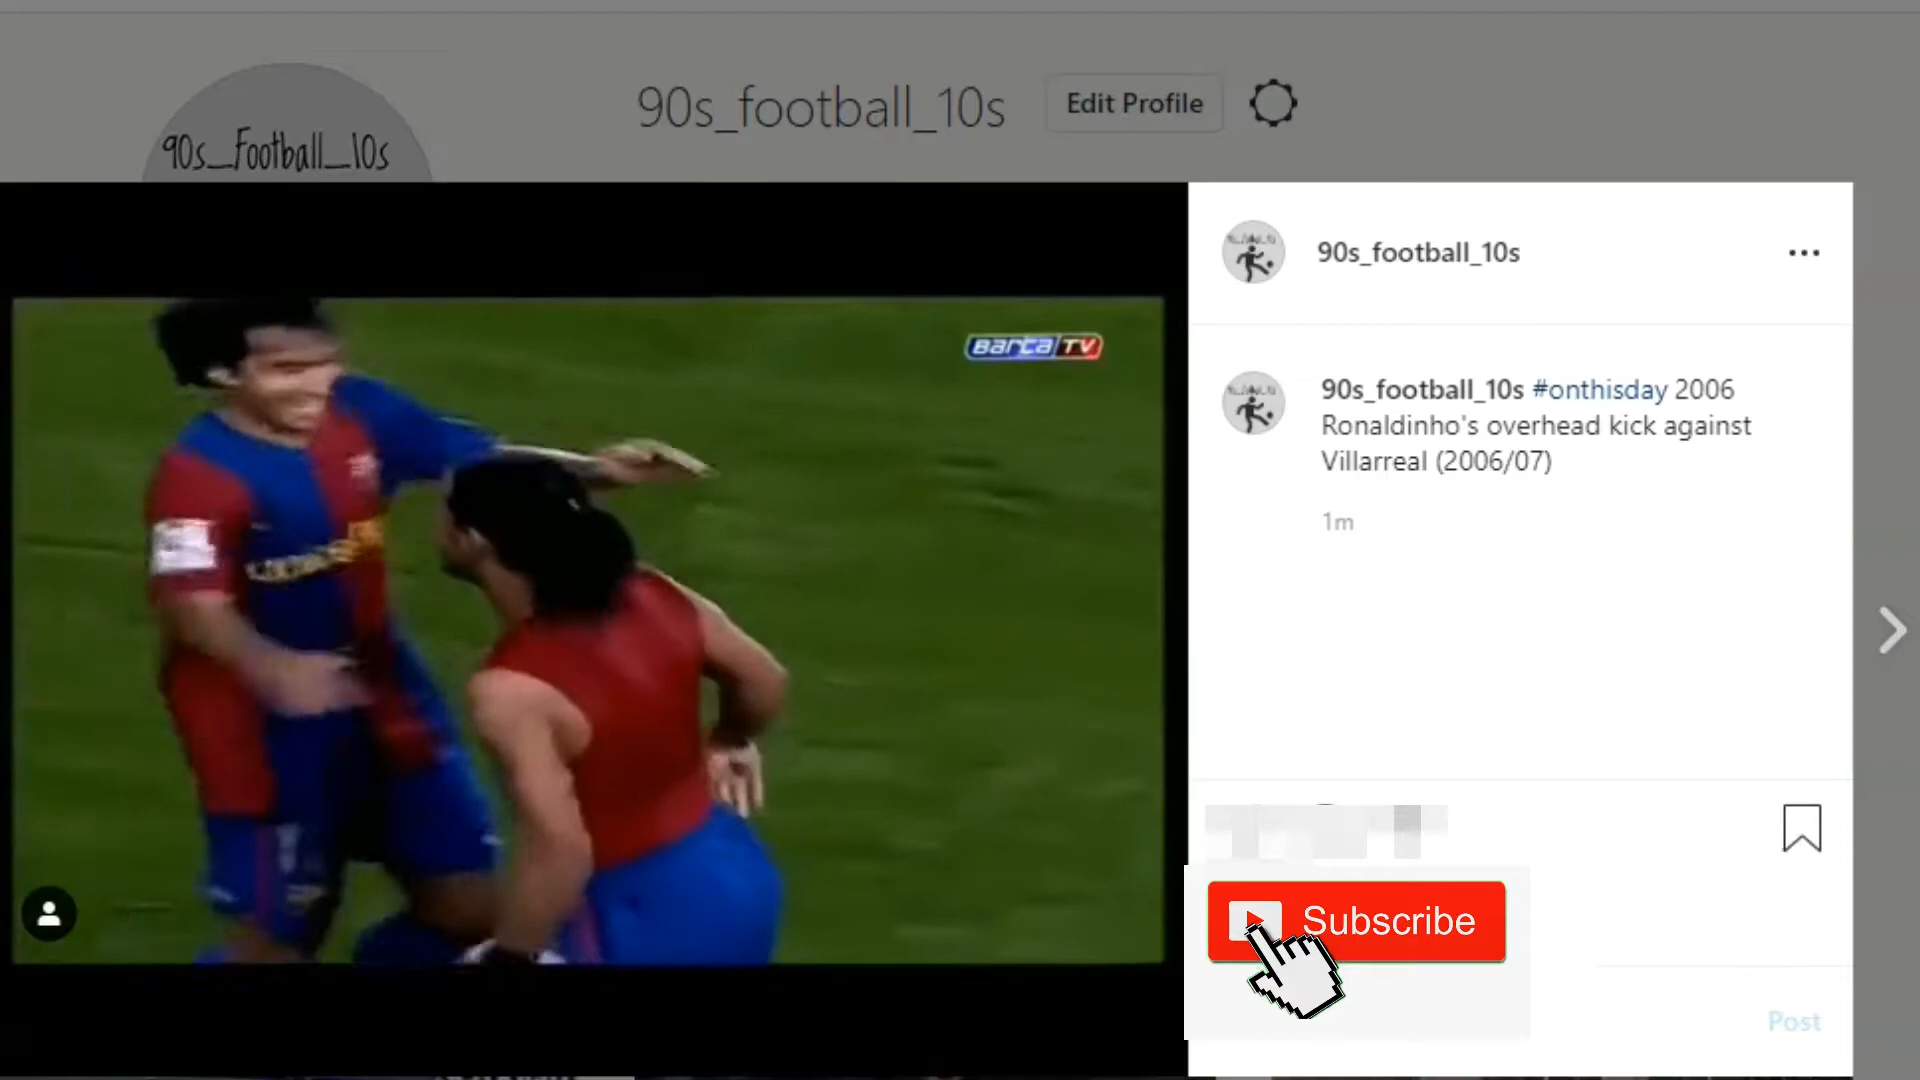 90s_football_10s Edit Profile
90s_Football_10s
Barca TV
90s_football_10s
90s_football_10s #onthisday 2006
Ronaldinho's overhead kick against
Villarreal (2006/07)
1m
Subscribe
Post